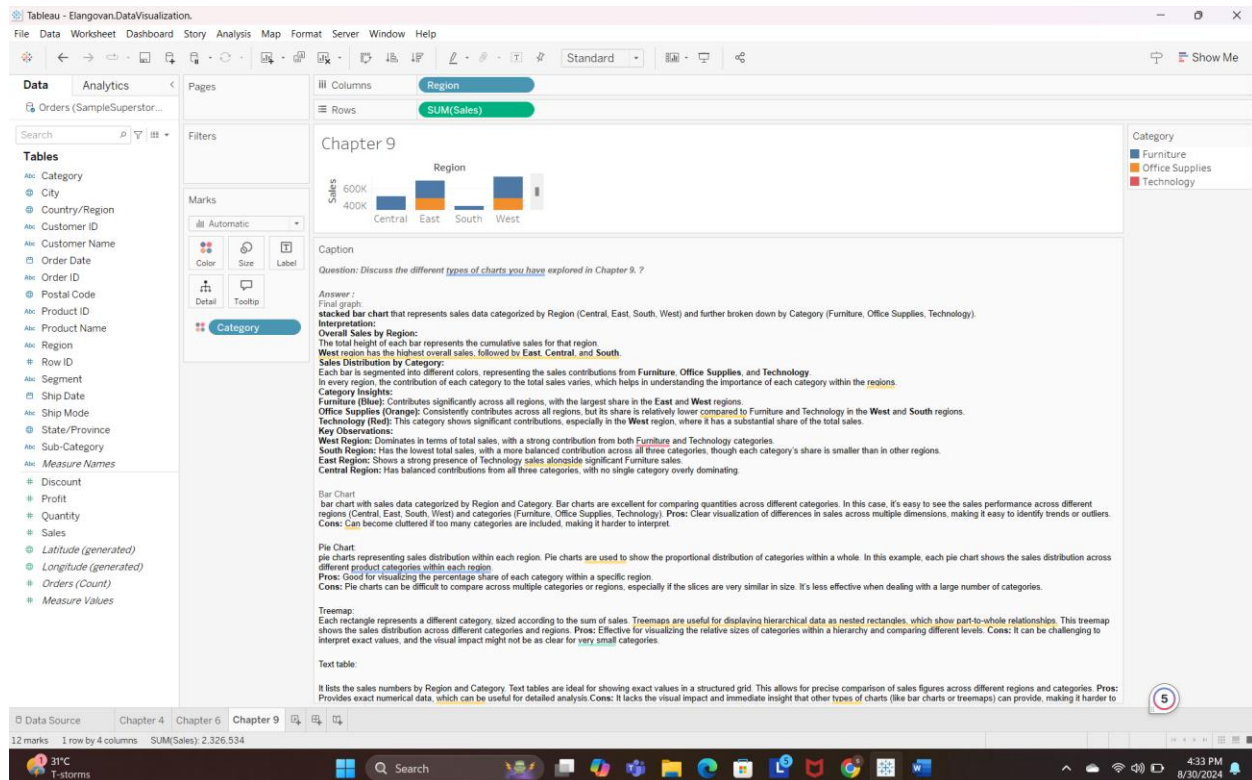 Tableau - Elangovan.DataVisualization.
File Data Worksheet Dashboard Story Analysis Map Format Server Window Help
Standard
Show Me
Data Analytics
Pages
Columns Region
Orders (SampleSuperstor...
Rows SUM(Sales)
Search
Filters
Tables
Abc Category
City
Country/Region
Abc Customer ID
Abc Customer Name
Order Date
Abc Order ID
Postal Code
Abc Product ID
Abc Product Name
Abc Region
# Row ID
Abc Segment
Ship Date
Abc Ship Mode
State/Province
Abc Sub-Category
Abc Measure Names
# Discount
# Profit
# Quantity
# Sales
Latitude (generated)
Longitude (generated)
# Orders (Count)
# Measure Values
Marks
Automatic
Color Size Label
Detail Tooltip
Category
Chapter 9
Region
Sales
600K
400K
Central East South West
Category
Furniture
Office Supplies
Technology
Caption
Question: Discuss the different types of charts you have explored in Chapter 9. ?
Answer :
Final graph:
stacked bar chart that represents sales data categorized by Region (Central, East, South, West) and further broken down by Category (Furniture, Office Supplies, Technology).
Interpretation:
Overall Sales by Region:
The total height of each bar represents the cumulative sales for that region.
West region has the highest overall sales, followed by East, Central, and South.
Sales Distribution by Category:
Each bar is segmented into different colors, representing the sales contributions from Furniture, Office Supplies, and Technology.
In every region, the contribution of each category to the total sales varies, which helps in understanding the importance of each category within the regions.
Category Insights:
Furniture (Blue): Contributes significantly across all regions, with the largest share in the East and West regions.
Office Supplies (Orange): Consistently contributes across all regions, but its share is relatively lower compared to Furniture and Technology in the West and South regions.
Technology (Red): This category shows significant contributions, especially in the West region, where it has a substantial share of the total sales.
Key Observations:
West Region: Dominates in terms of total sales, with a strong contribution from both Furniture and Technology categories.
South Region: Has the lowest total sales, with a more balanced contribution across all three categories, though each category's share is smaller than in other regions.
East Region: Shows a strong presence of Technology sales alongside significant Furniture sales.
Central Region: Has balanced contributions from all three categories, with no single category overly dominating.
Bar Chart
bar chart with sales data categorized by Region and Category. Bar charts are excellent for comparing quantities across different categories. In this case, it's easy to see the sales performance across different
regions (Central, East, South, West) and categories (Furniture, Office Supplies, Technology). Pros: Clear visualization of differences in sales across multiple dimensions, making it easy to identify trends or outliers.
Cons: Can become cluttered if too many categories are included, making it harder to interpret.
Pie Chart:
pie charts representing sales distribution within each region. Pie charts are used to show the proportional distribution of categories within a whole. In this example, each pie chart shows the sales distribution across
different product categories within each region.
Pros: Good for visualizing the percentage share of each category within a specific region.
Cons: Pie charts can be difficult to compare across multiple categories or regions, especially if the slices are very similar in size. It's less effective when dealing with a large number of categories.
Treemap:
Each rectangle represents a different category, sized according to the sum of sales. Treemaps are useful for displaying hierarchical data as nested rectangles, which show part-to-whole relationships. This treemap
shows the sales distribution across different categories and regions. Pros: Effective for visualizing the relative sizes of categories within a hierarchy and comparing different levels. Cons: It can be challenging to
interpret exact values, and the visual impact might not be as clear for very small categories.
Text table:
It lists the sales numbers by Region and Category. Text tables are ideal for showing exact values in a structured grid. This allows for precise comparison of sales figures across different regions and categories. Pros:
Provides exact numerical data, which can be useful for detailed analysis.Cons: It lacks the visual impact and immediate insight that other types of charts (like bar charts or treemaps) can provide, making it harder to
5
Data Source Chapter 4 Chapter 6 Chapter 9
12 marks 1 row by 4 columns SUM(Sales): 2,326,534
1
31°C
T-storms
Search
4:33 PM
8/30/2024